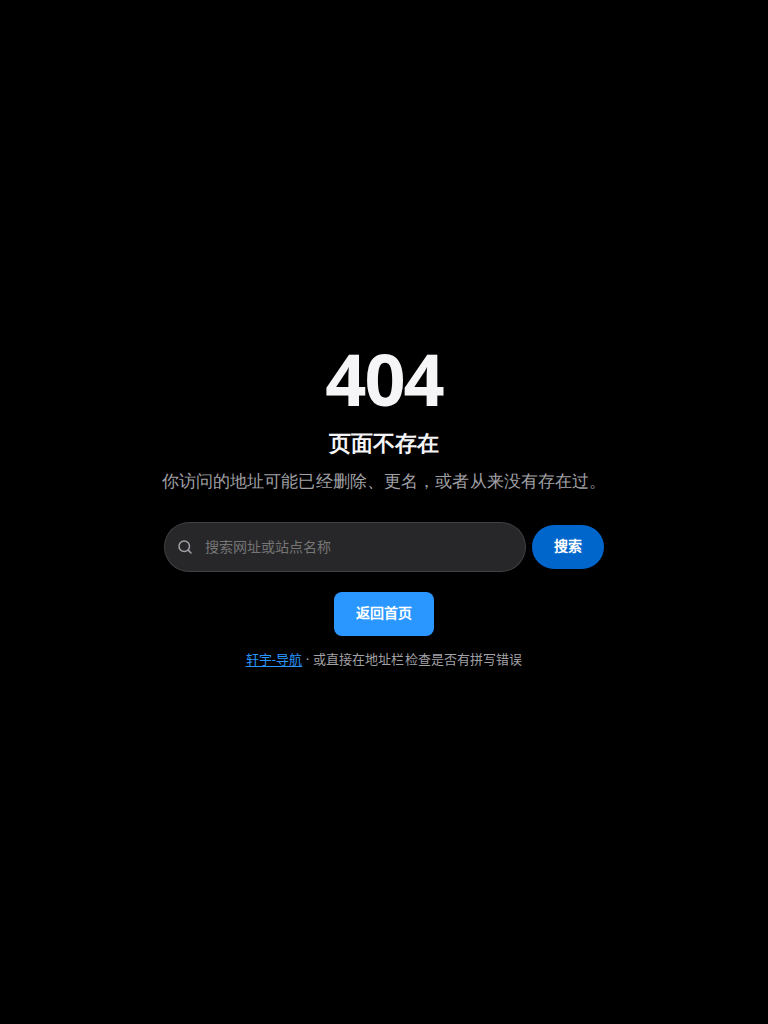 404
页面不存在
你访问的地址可能已经删除、更名，或者从来没有存在过。
搜索网址或站点名称
搜索
返回首页
轩宇-导航 · 或直接在地址栏检查是否有拼写错误